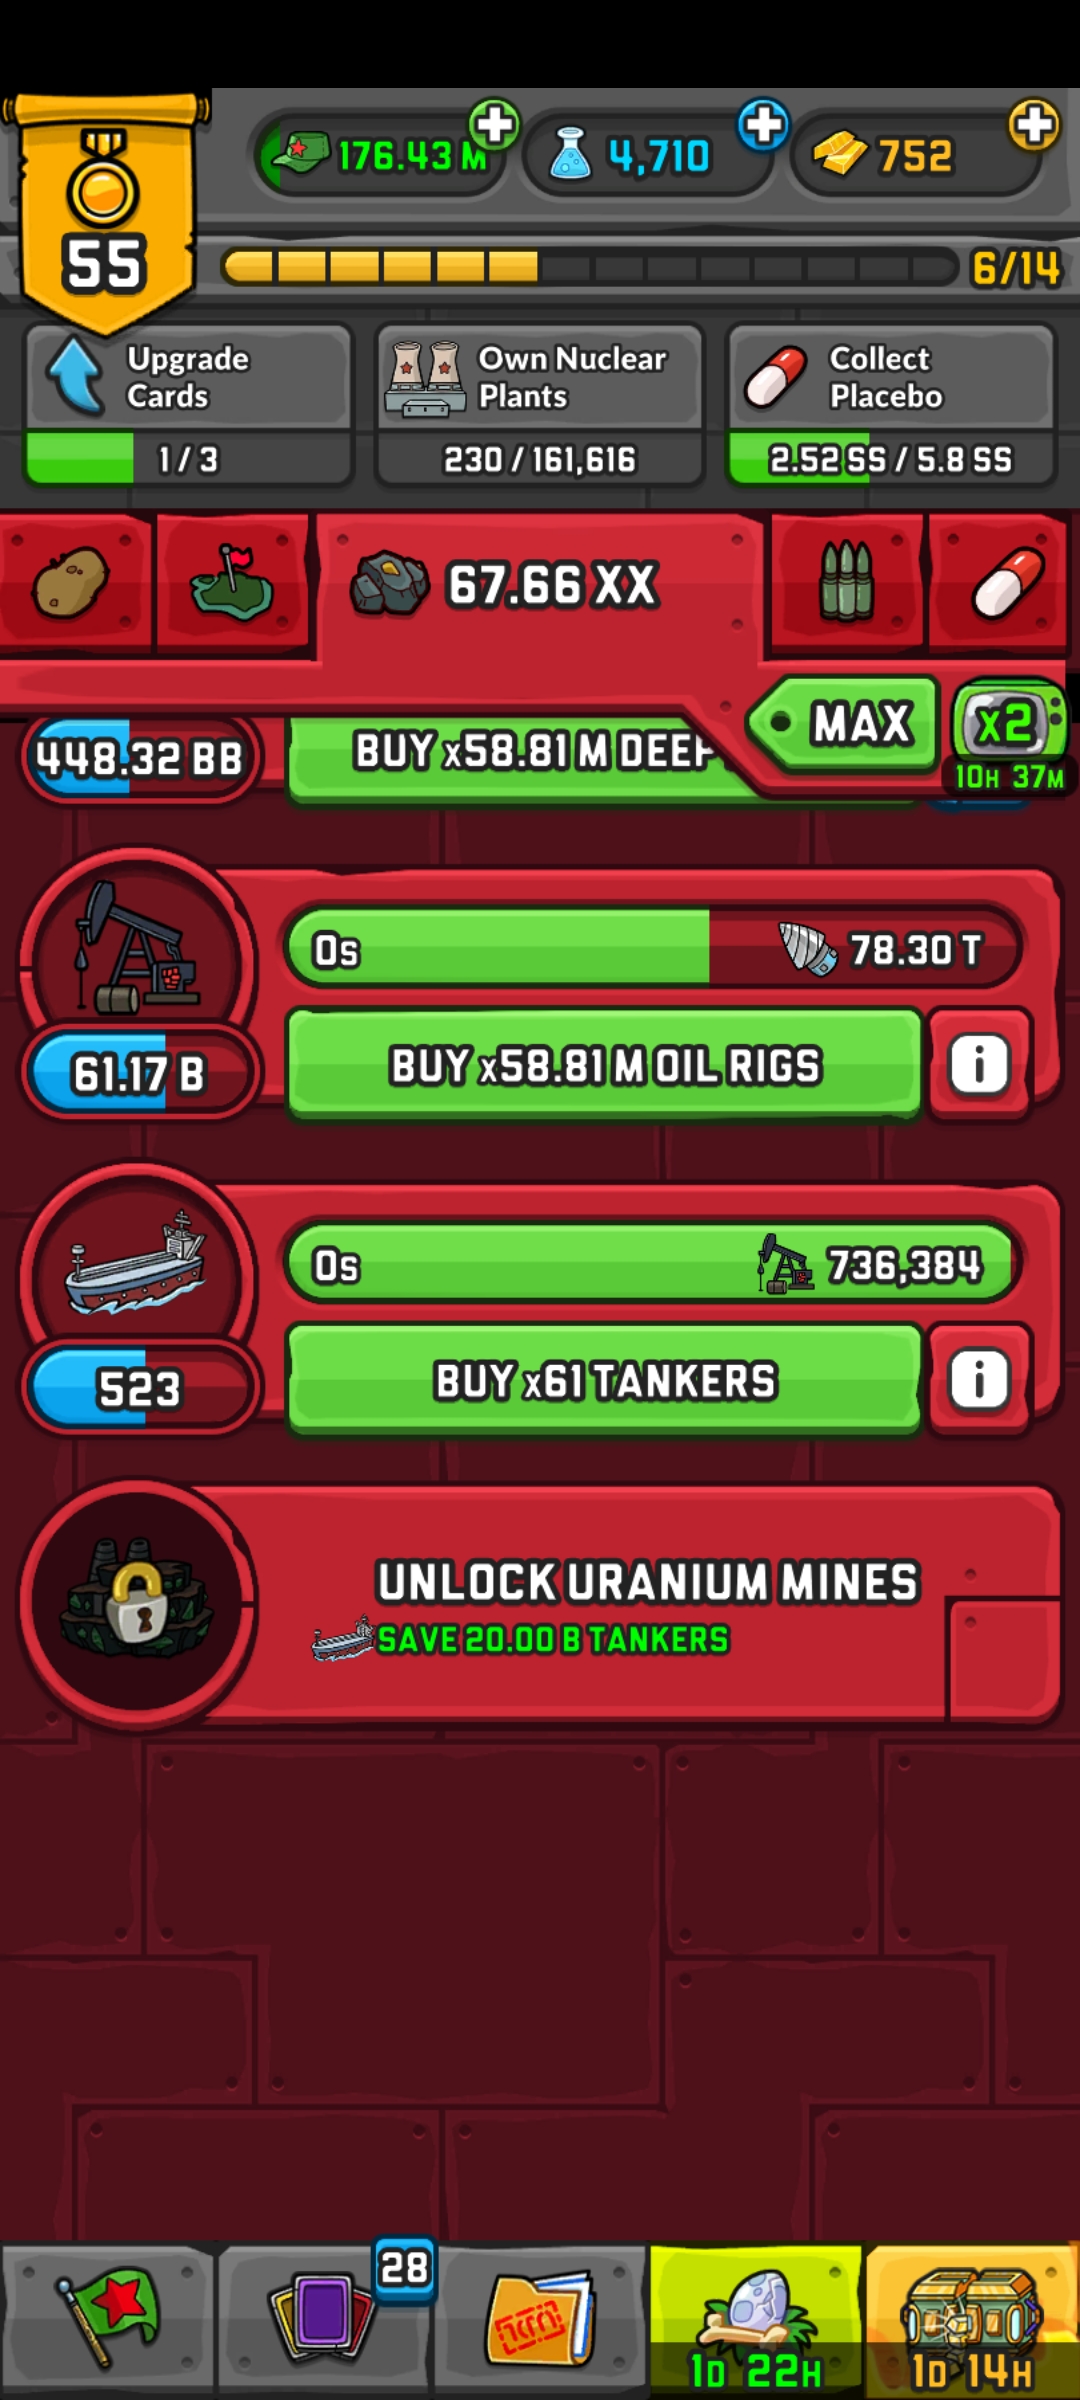 176.43 M
4,710
752
55
6/14
Upgrade
Cards
1 / 3
Own Nuclear
Plants
230 / 161,616
Collect
Placebo
2.52 SS / 5.8 SS
67.66 XX
MAX
x2
10H 37M
448.32 BB
BUY x58.81 M DEEP
0s
78.30 T
61.17 B
BUY x58.81 M OIL RIGS
i
0s
736,384
523
BUY x61 TANKERS
i
UNLOCK URANIUM MINES
SAVE 20.00 B TANKERS
28
1D 22H
1D 14H